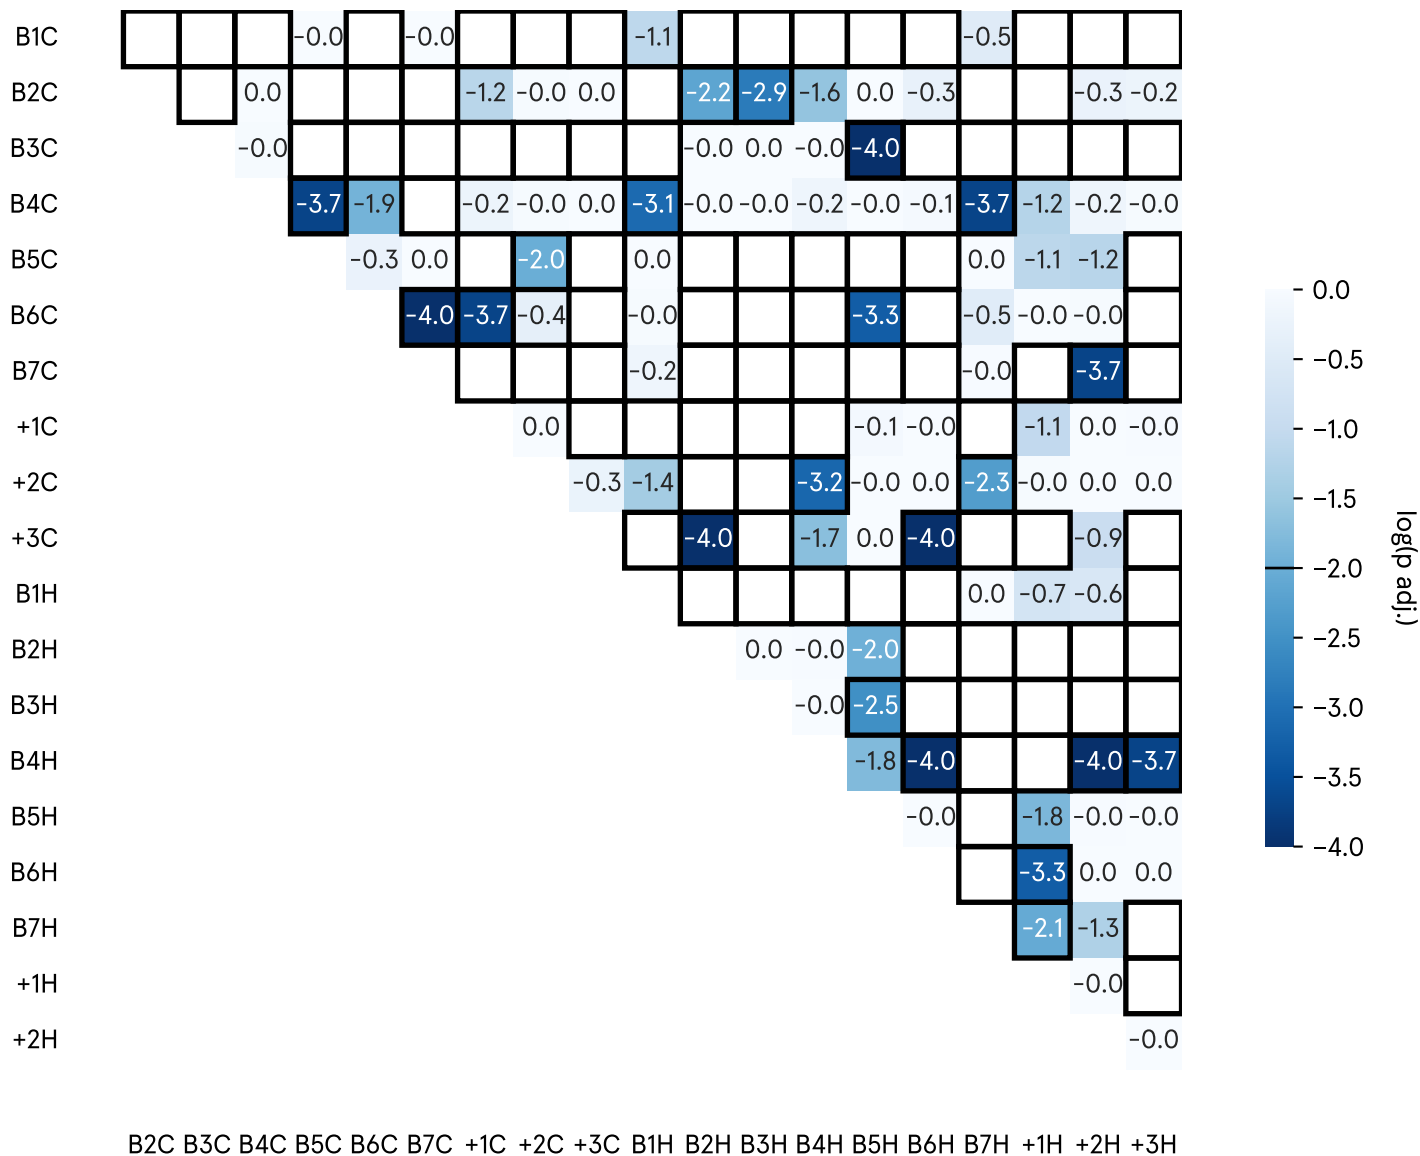 B1C -0.0 -0.0 -1.1 -0.5
B2C 0.0 -1.2 -0.0 0.0 -2.2 -2.9 -1.6 0.0 -0.3 -0.3 -0.2
B3C -0.0 -0.0 0.0 -0.0 -4.0
B4C -3.7 -1.9 -0.2 -0.0 0.0 -3.1 -0.0 -0.0 -0.2 -0.0 -0.1 -3.7 -1.2 -0.2 -0.0
B5C -0.3 0.0 -2.0 0.0 0.0 -1.1 -1.2
B6C -4.0 -3.7 -0.4 -0.0 -3.3 -0.5 -0.0 -0.0
B7C -0.2 -0.0 -3.7
+1C 0.0 -0.1 -0.0 -1.1 0.0 -0.0
+2C -0.3 -1.4 -3.2 -0.0 0.0 -2.3 -0.0 0.0 0.0
+3C -4.0 -1.7 0.0 -4.0 -0.9
B1H 0.0 -0.7 -0.6
B2H 0.0 -0.0 -2.0
B3H -0.0 -2.5
B4H -1.8 -4.0 -4.0 -3.7
B5H -0.0 -1.8 -0.0 -0.0
B6H -3.3 0.0 0.0
B7H -2.1 -1.3
+1H -0.0
+2H -0.0
B2C B3C B4C B5C B6C B7C +1C +2C +3C B1H B2H B3H B4H B5H B6H B7H +1H +2H +3H
0.0
-0.5
-1.0
-1.5
-2.0
-2.5
-3.0
-3.5
-4.0
log(p adj.)